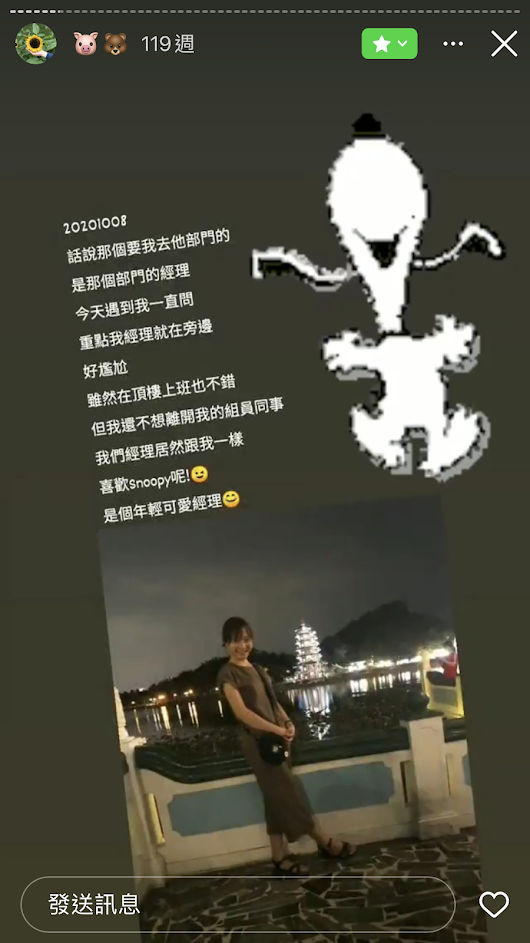 119週
20201008
話說那個要我去他部門的
是那個部門的經理
今天遇到我一直問
重點我經理就在旁邊
好尷尬
雖然在頂樓上班也不錯
但我還不想離開我的組員同事
我們經理居然跟我一樣
喜歡snoopy呢!😉
是個年輕可愛經理😊
發送訊息